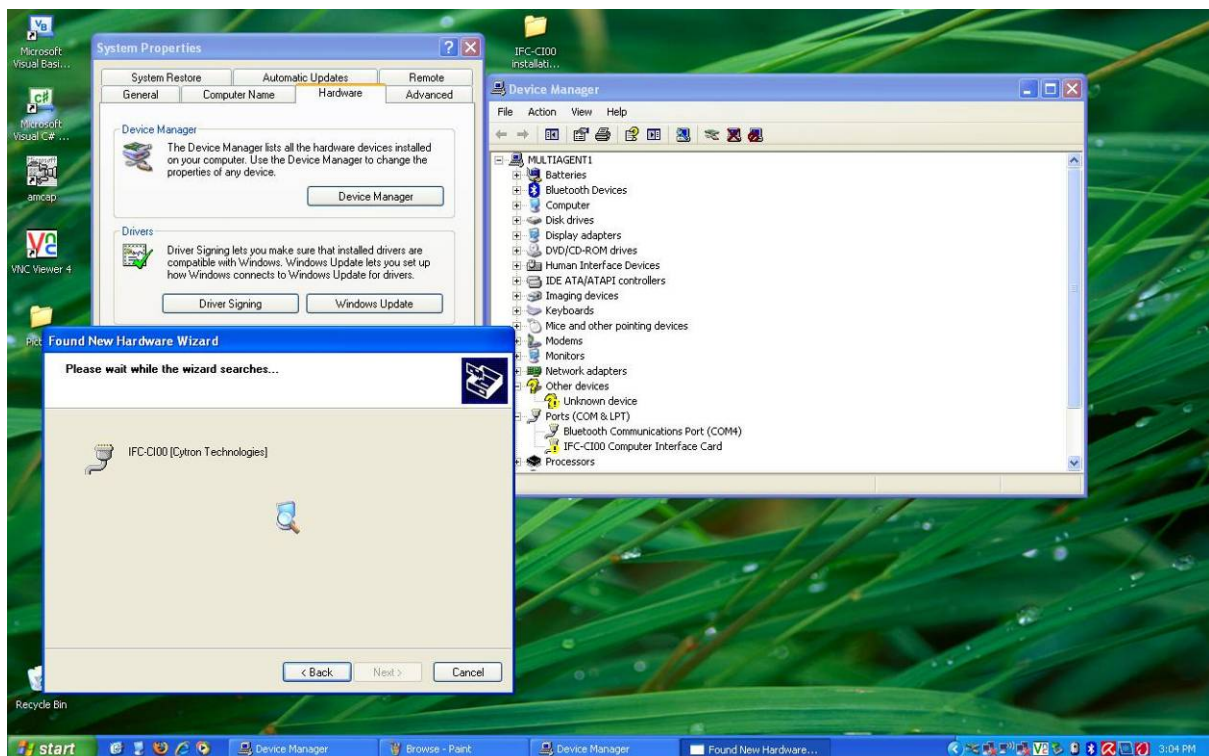 Microsoft
Visual Basi...
Microsoft
Visual C# ...
amcap
VNC Viewer 4
IFC-CI00
installati...
Recycle Bin
System Properties
System Restore
Automatic Updates
Remote
General
Computer Name
Hardware
Advanced
Device Manager
The Device Manager lists all the hardware devices installed
on your computer. Use the Device Manager to change the
properties of any device.
Device Manager
Drivers
Driver Signing lets you make sure that installed drivers are
compatible with Windows. Windows Update lets you set up
how Windows connects to Windows Update for drivers.
Driver Signing
Windows Update
Device Manager
File Action View Help
MULTIAGENT1
Batteries
Bluetooth Devices
Computer
Disk drives
Display adapters
DVD/CD-ROM drives
Human Interface Devices
IDE ATA/ATAPI controllers
Imaging devices
Keyboards
Mice and other pointing devices
Modems
Monitors
Network adapters
Other devices
Unknown device
Ports (COM & LPT)
Bluetooth Communications Port (COM4)
IFC-CI00 Computer Interface Card
Processors
Found New Hardware Wizard
Please wait while the wizard searches...
IFC-CI00 [Cytron Technologies]
< Back
Next >
Cancel
start
Device Manager
Browse - Paint
Device Manager
Found New Hardware...
3:04 PM